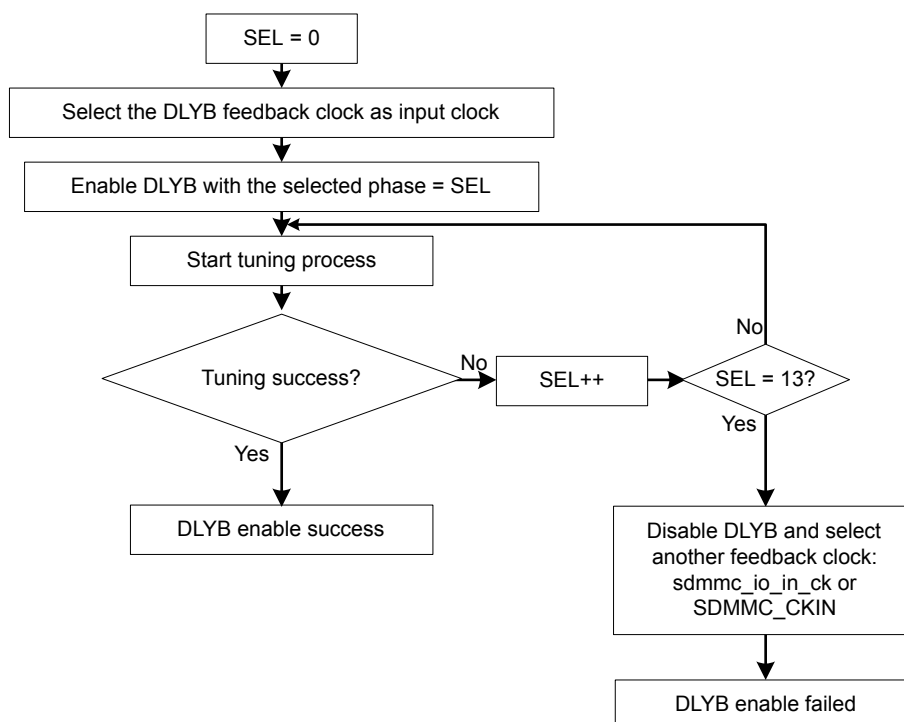 SEL = 0
Select the DLYB feedback clock as input clock
Enable DLYB with the selected phase = SEL
Start tuning process
No
Tuning success?
No
SEL++
SEL = 13?
Yes
Yes
DLYB enable success
Disable DLYB and select
another feedback clock:
sdmmc_io_in_ck or
SDMMC_CKIN
DLYB enable failed